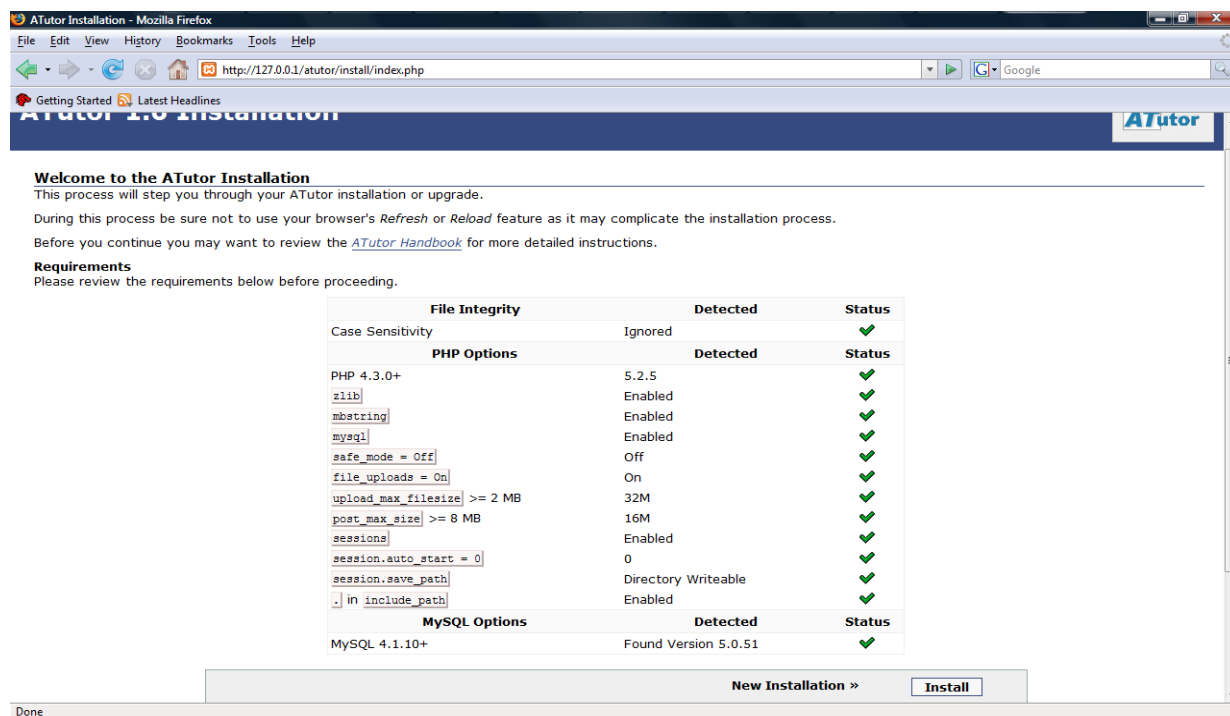 ATutor Installation - Mozilla Firefox
File Edit View History Bookmarks Tools Help
http://127.0.0.1/atutor/install/index.php
G Google
Getting Started Latest Headlines
ATutor 1.6 Installation
ATutor
Welcome to the ATutor Installation
This process will step you through your ATutor installation or upgrade.
During this process be sure not to use your browser's Refresh or Reload feature as it may complicate the installation process.
Before you continue you may want to review the ATutor Handbook for more detailed instructions.
Requirements
Please review the requirements below before proceeding.
File Integrity Detected Status
Case Sensitivity Ignored
PHP Options Detected Status
PHP 4.3.0+ 5.2.5
zlib Enabled
mbstring Enabled
mysql Enabled
safe_mode = Off Off
file_uploads = On On
upload_max_filesize >= 2 MB 32M
post_max_size >= 8 MB 16M
sessions Enabled
session.auto_start = 0 0
session.save_path Directory Writeable
. in include_path Enabled
MySQL Options Detected Status
MySQL 4.1.10+ Found Version 5.0.51
New Installation » Install
Done